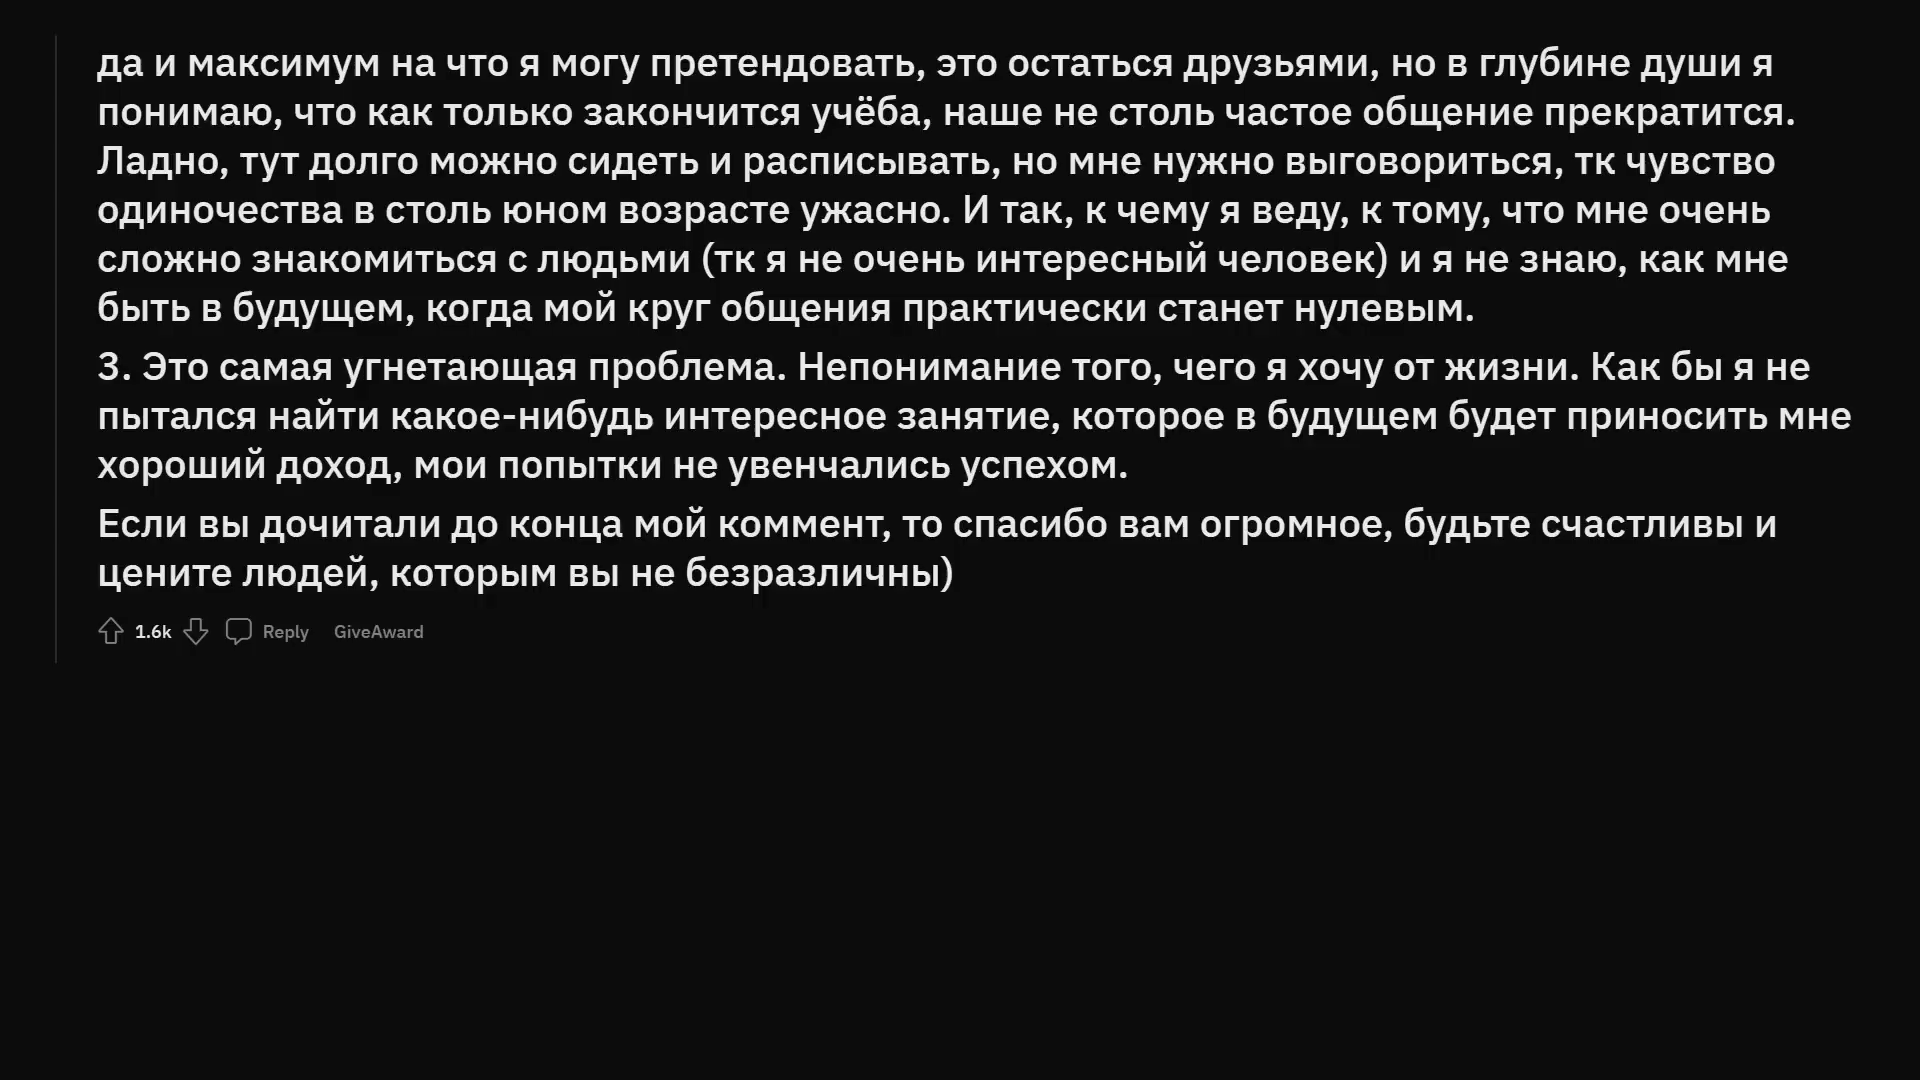 да и максимум на что я могу претендовать, это остаться друзьями, но в глубине души я
понимаю, что как только закончится учёба, наше не столь частое общение прекратится.
Ладно, тут долго можно сидеть и расписывать, но мне нужно выговориться, тк чувство
одиночества в столь юном возрасте ужасно. И так, к чему я веду, к тому, что мне очень
сложно знакомиться с людьми (тк я не очень интересный человек) и я не знаю, как мне
быть в будущем, когда мой круг общения практически станет нулевым.
3. Это самая угнетающая проблема. Непонимание того, чего я хочу от жизни. Как бы я не
пытался найти какое-нибудь интересное занятие, которое в будущем будет приносить мне
хороший доход, мои попытки не увенчались успехом.
Если вы дочитали до конца мой коммент, то спасибо вам огромное, будьте счастливы и
цените людей, которым вы не безразличны)
1.6k Reply GiveAward